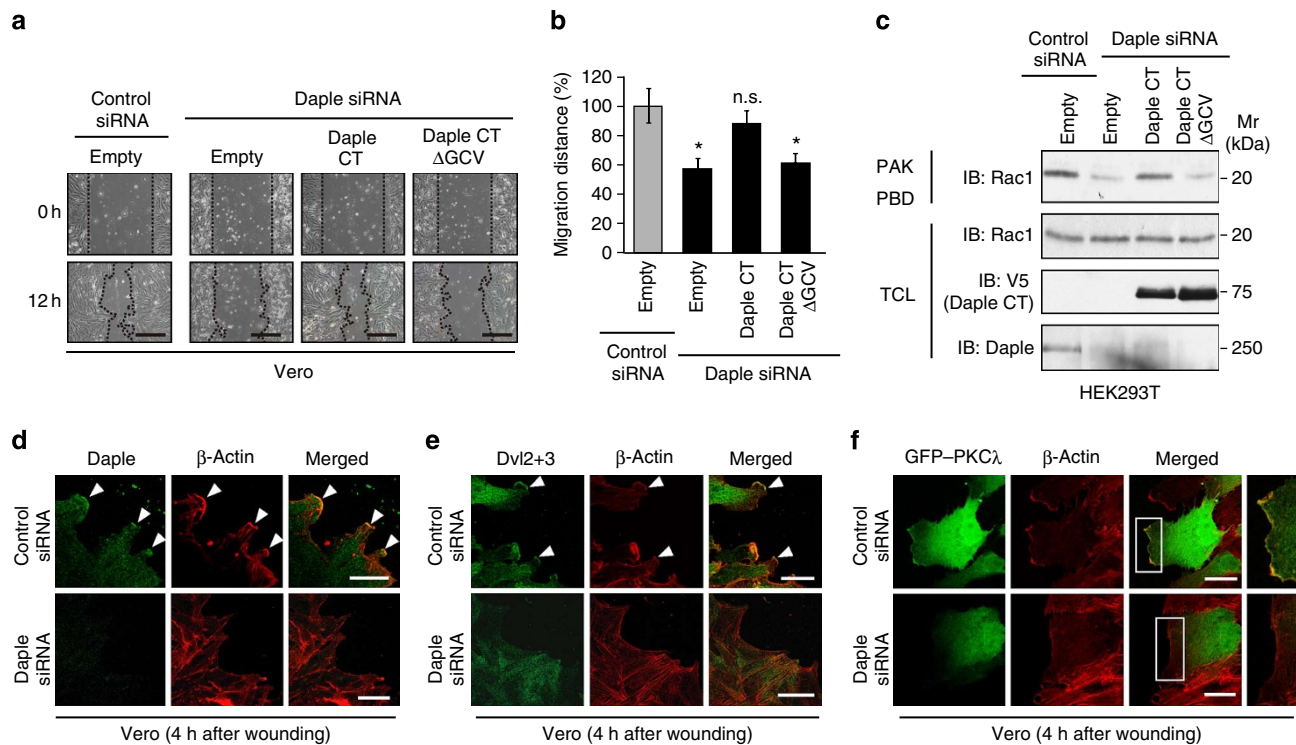 a
Control siRNA
Daple siRNA
Empty
Empty
Daple CT
Daple CT ΔGCV
0 h
12 h
Vero
b
Migration distance (%)
120
100
80
60
40
20
0
*
n.s.
*
Empty
Empty
Daple CT
Daple CT ΔGCV
Control siRNA
Daple siRNA
c
Control siRNA
Daple siRNA
Empty
Empty
Daple CT
Daple CT ΔGCV
Mr (kDa)
PAK PBD
IB: Rac1
20
TCL
IB: Rac1
20
IB: V5 (Daple CT)
75
IB: Daple
250
HEK293T
d
Daple
β-Actin
Merged
Control siRNA
Daple siRNA
Vero (4 h after wounding)
e
Dvl2+3
β-Actin
Merged
Control siRNA
Daple siRNA
Vero (4 h after wounding)
f
GFP–PKCλ
β-Actin
Merged
Control siRNA
Daple siRNA
Vero (4 h after wounding)